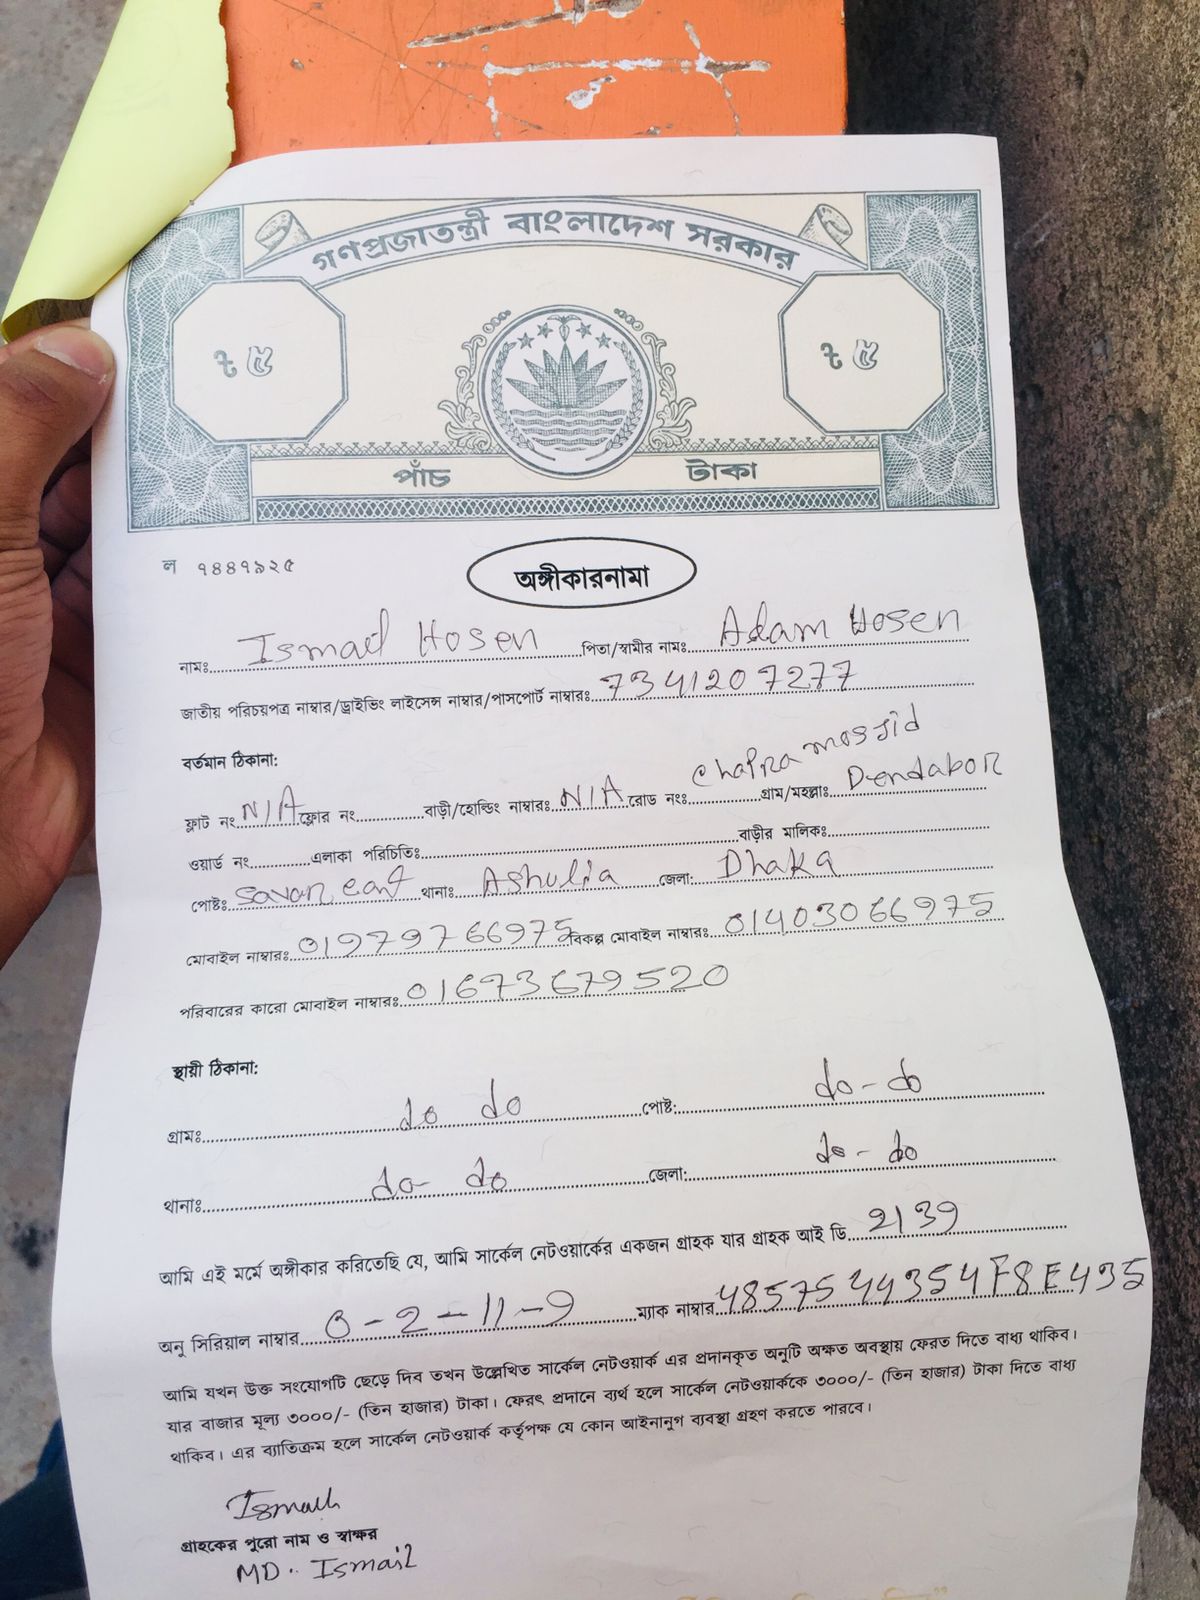 গণপ্রজাতন্ত্রী বাংলাদেশ সরকার
৳ ৫ ৳ ৫
পাঁচ টাকা
ল ৭৪৪৭৯২৫
অঙ্গীকারনামা
নামঃ Ismail Hosen পিতা/স্বামীর নামঃ Adam Hosen
জাতীয় পরিচয়পত্র নাম্বার/ড্রাইভিং লাইসেন্স নাম্বার/পাসপোর্ট নাম্বারঃ 7341207277
বর্তমান ঠিকানা:
ফ্লাট নং N/A ফ্লোর নং বাড়ী/হোল্ডিং নাম্বারঃ N/A রোড নংঃ mosjid গ্রাম/মহল্লাঃ Dendabor
ওয়ার্ড নং এলাকা পরিচিতিঃ বাড়ীর মালিকঃ
পোষ্টঃ থানাঃ Ashulia জেলা: Dhaka
মোবাইল নাম্বারঃ 01979766975 বিকল্প মোবাইল নাম্বারঃ 01403066975
পরিবারের কারো মোবাইল নাম্বারঃ 01673679520
স্থায়ী ঠিকানা:
গ্রামঃ do do পোষ্ট: do-do
থানাঃ do- do জেলা: do- do
আমি এই মর্মে অঙ্গীকার করিতেছি যে, আমি সার্কেল নেটওয়ার্কের একজন গ্রাহক যার গ্রাহক আই ডি 2139
অনু সিরিয়াল নাম্বার 0-2-11-9 ম্যাক নাম্বার 48575 44354F8E435
আমি যখন উক্ত সংযোগটি ছেড়ে দিব তখন উল্লেখিত সার্কেল নেটওয়ার্ক এর প্রদানকৃত অনুটি অক্ষত অবস্থায় ফেরত দিতে বাধ্য থাকিব।
যার বাজার মূল্য ৩০০০/- (তিন হাজার) টাকা। ফেরৎ প্রদানে ব্যর্থ হলে সার্কেল নেটওয়ার্ককে ৩০০০/- (তিন হাজার) টাকা দিতে বাধ্য
থাকিব। এর ব্যাতিক্রম হলে সার্কেল নেটওয়ার্ক কর্তৃপক্ষ যে কোন আইনানুগ ব্যবস্থা গ্রহণ করতে পারবে।
Ismail
গ্রাহকের পুরো নাম ও স্বাক্ষর
MD. Ismail